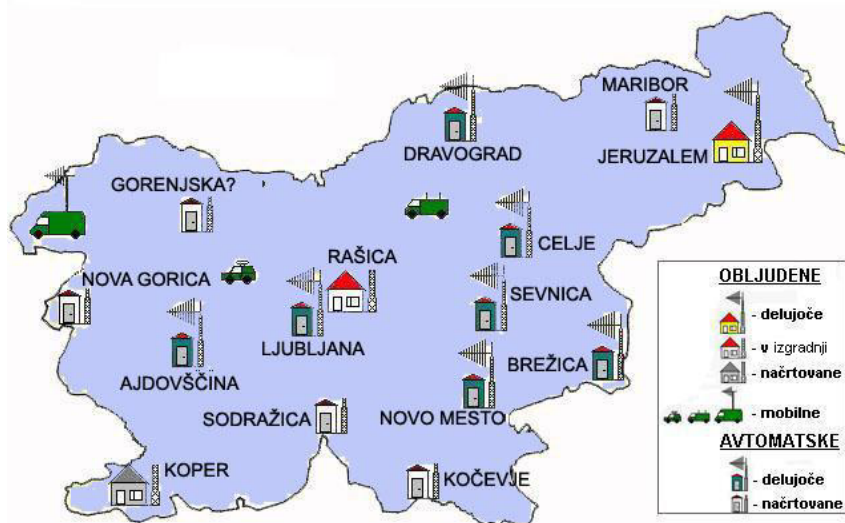 MARIBOR
DRAVOGRAD
JERUZALEM
GORENJSKA?
CELJE
RAŠICA
NOVA GORICA
SEVNICA
LJUBLJANA
BREŽICA
AJDOVŠČINA
SODRAŽICA
NOVO MESTO
KOPER
KOČEVJE
OBLJUDENE
- delujoče
- v izgradnji
- načrtovane
- mobilne
AVTOMATSKE
- delujoče
- načrtovane